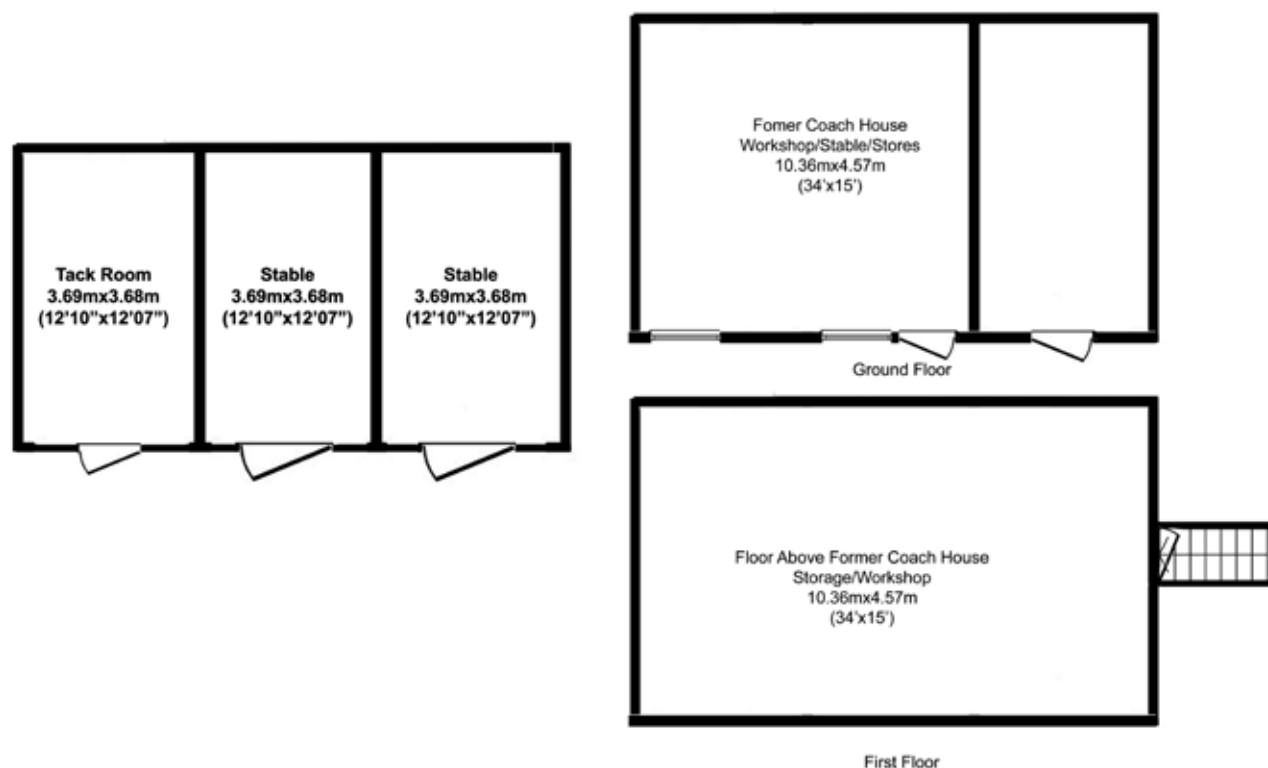 Fomer Coach House
Workshop/Stable/Stores
10.36mx4.57m
(34'x15')
Ground Floor
Tack Room
3.69mx3.68m
(12'10”x12'07”)
Stable
3.69mx3.68m
(12'10”x12'07”)
Stable
3.69mx3.68m
(12'10”x12'07”)
Floor Above Former Coach House
Storage/Workshop
10.36mx4.57m
(34'x15')
First Floor